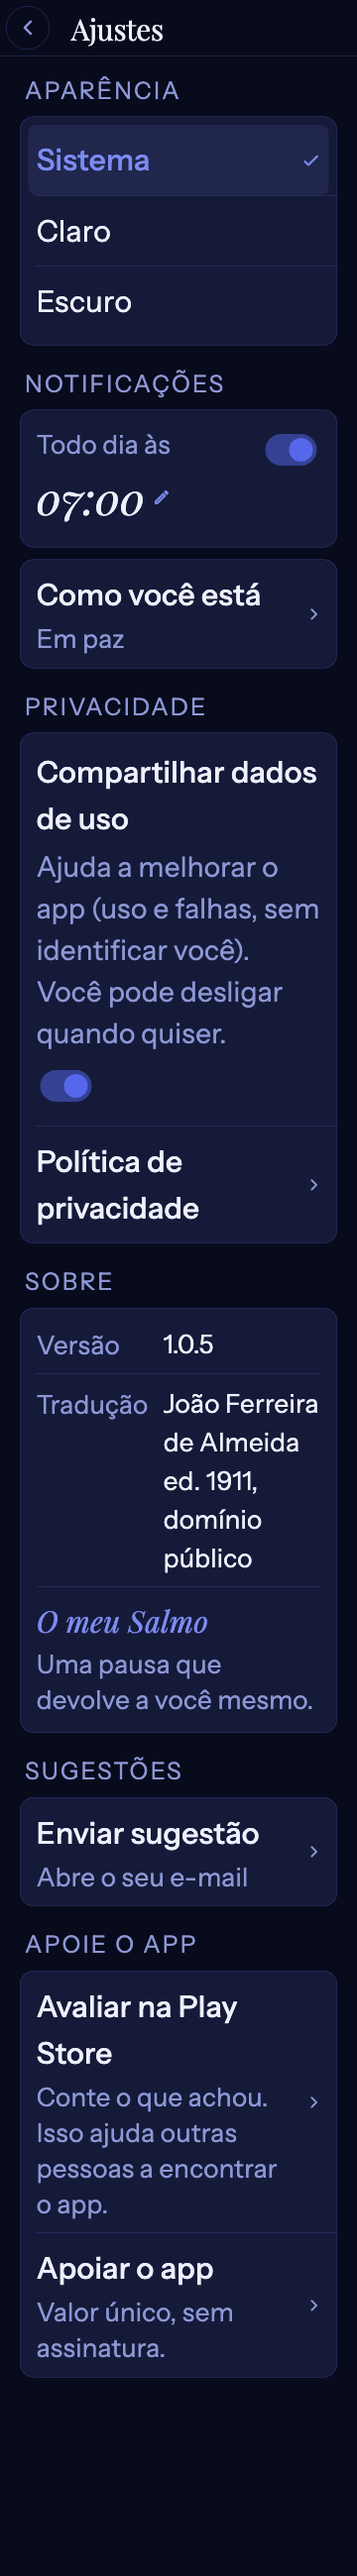 Ajustes
APARÊNCIA
Sistema
Claro
Escuro
NOTIFICAÇÕES
Todo dia às
07:00
Como você está
Em paz
PRIVACIDADE
Compartilhar dados
de uso
Ajuda a melhorar o
app (uso e falhas, sem
identificar você).
Você pode desligar
quando quiser.
Política de
privacidade
SOBRE
Versão 1.0.5
Tradução João Ferreira
de Almeida
ed. 1911,
domínio
público
O meu Salmo
Uma pausa que
devolve a você mesmo.
SUGESTÕES
Enviar sugestão
Abre o seu e-mail
APOIE O APP
Avaliar na Play
Store
Conte o que achou.
Isso ajuda outras
pessoas a encontrar
o app.
Apoiar o app
Valor único, sem
assinatura.